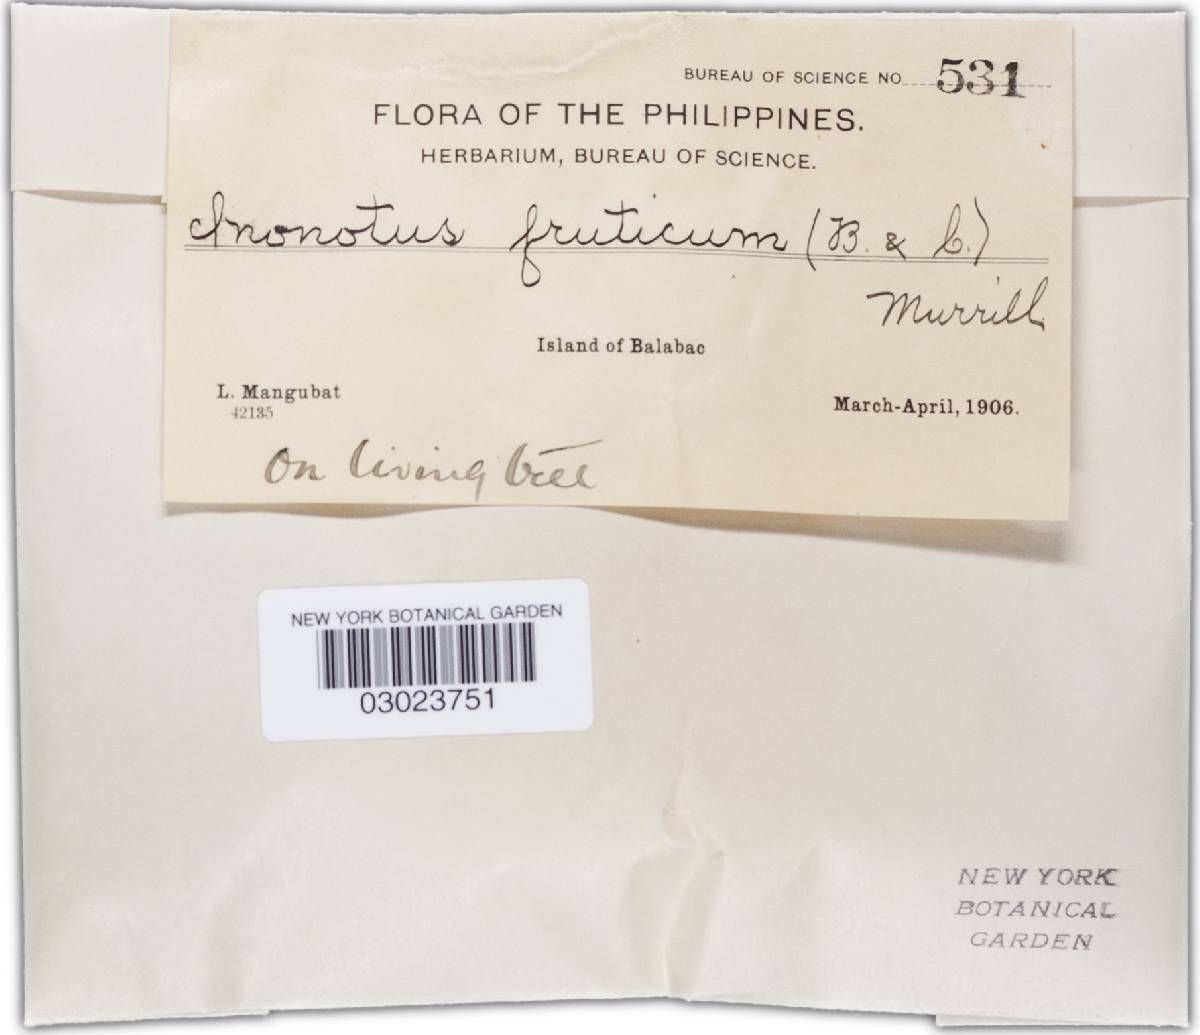 BUREAU OF SCIENCE NO. 531
FLORA OF THE PHILIPPINES.
HERBARIUM, BUREAU OF SCIENCE.
Inonotus fruticum (B. & C.)
Murrill
Island of Balabac
L. Mangubat
March-April, 1906.
42135
On living tree
NEW YORK BOTANICAL GARDEN
03023751
NEW YORK
BOTANICAL
GARDEN